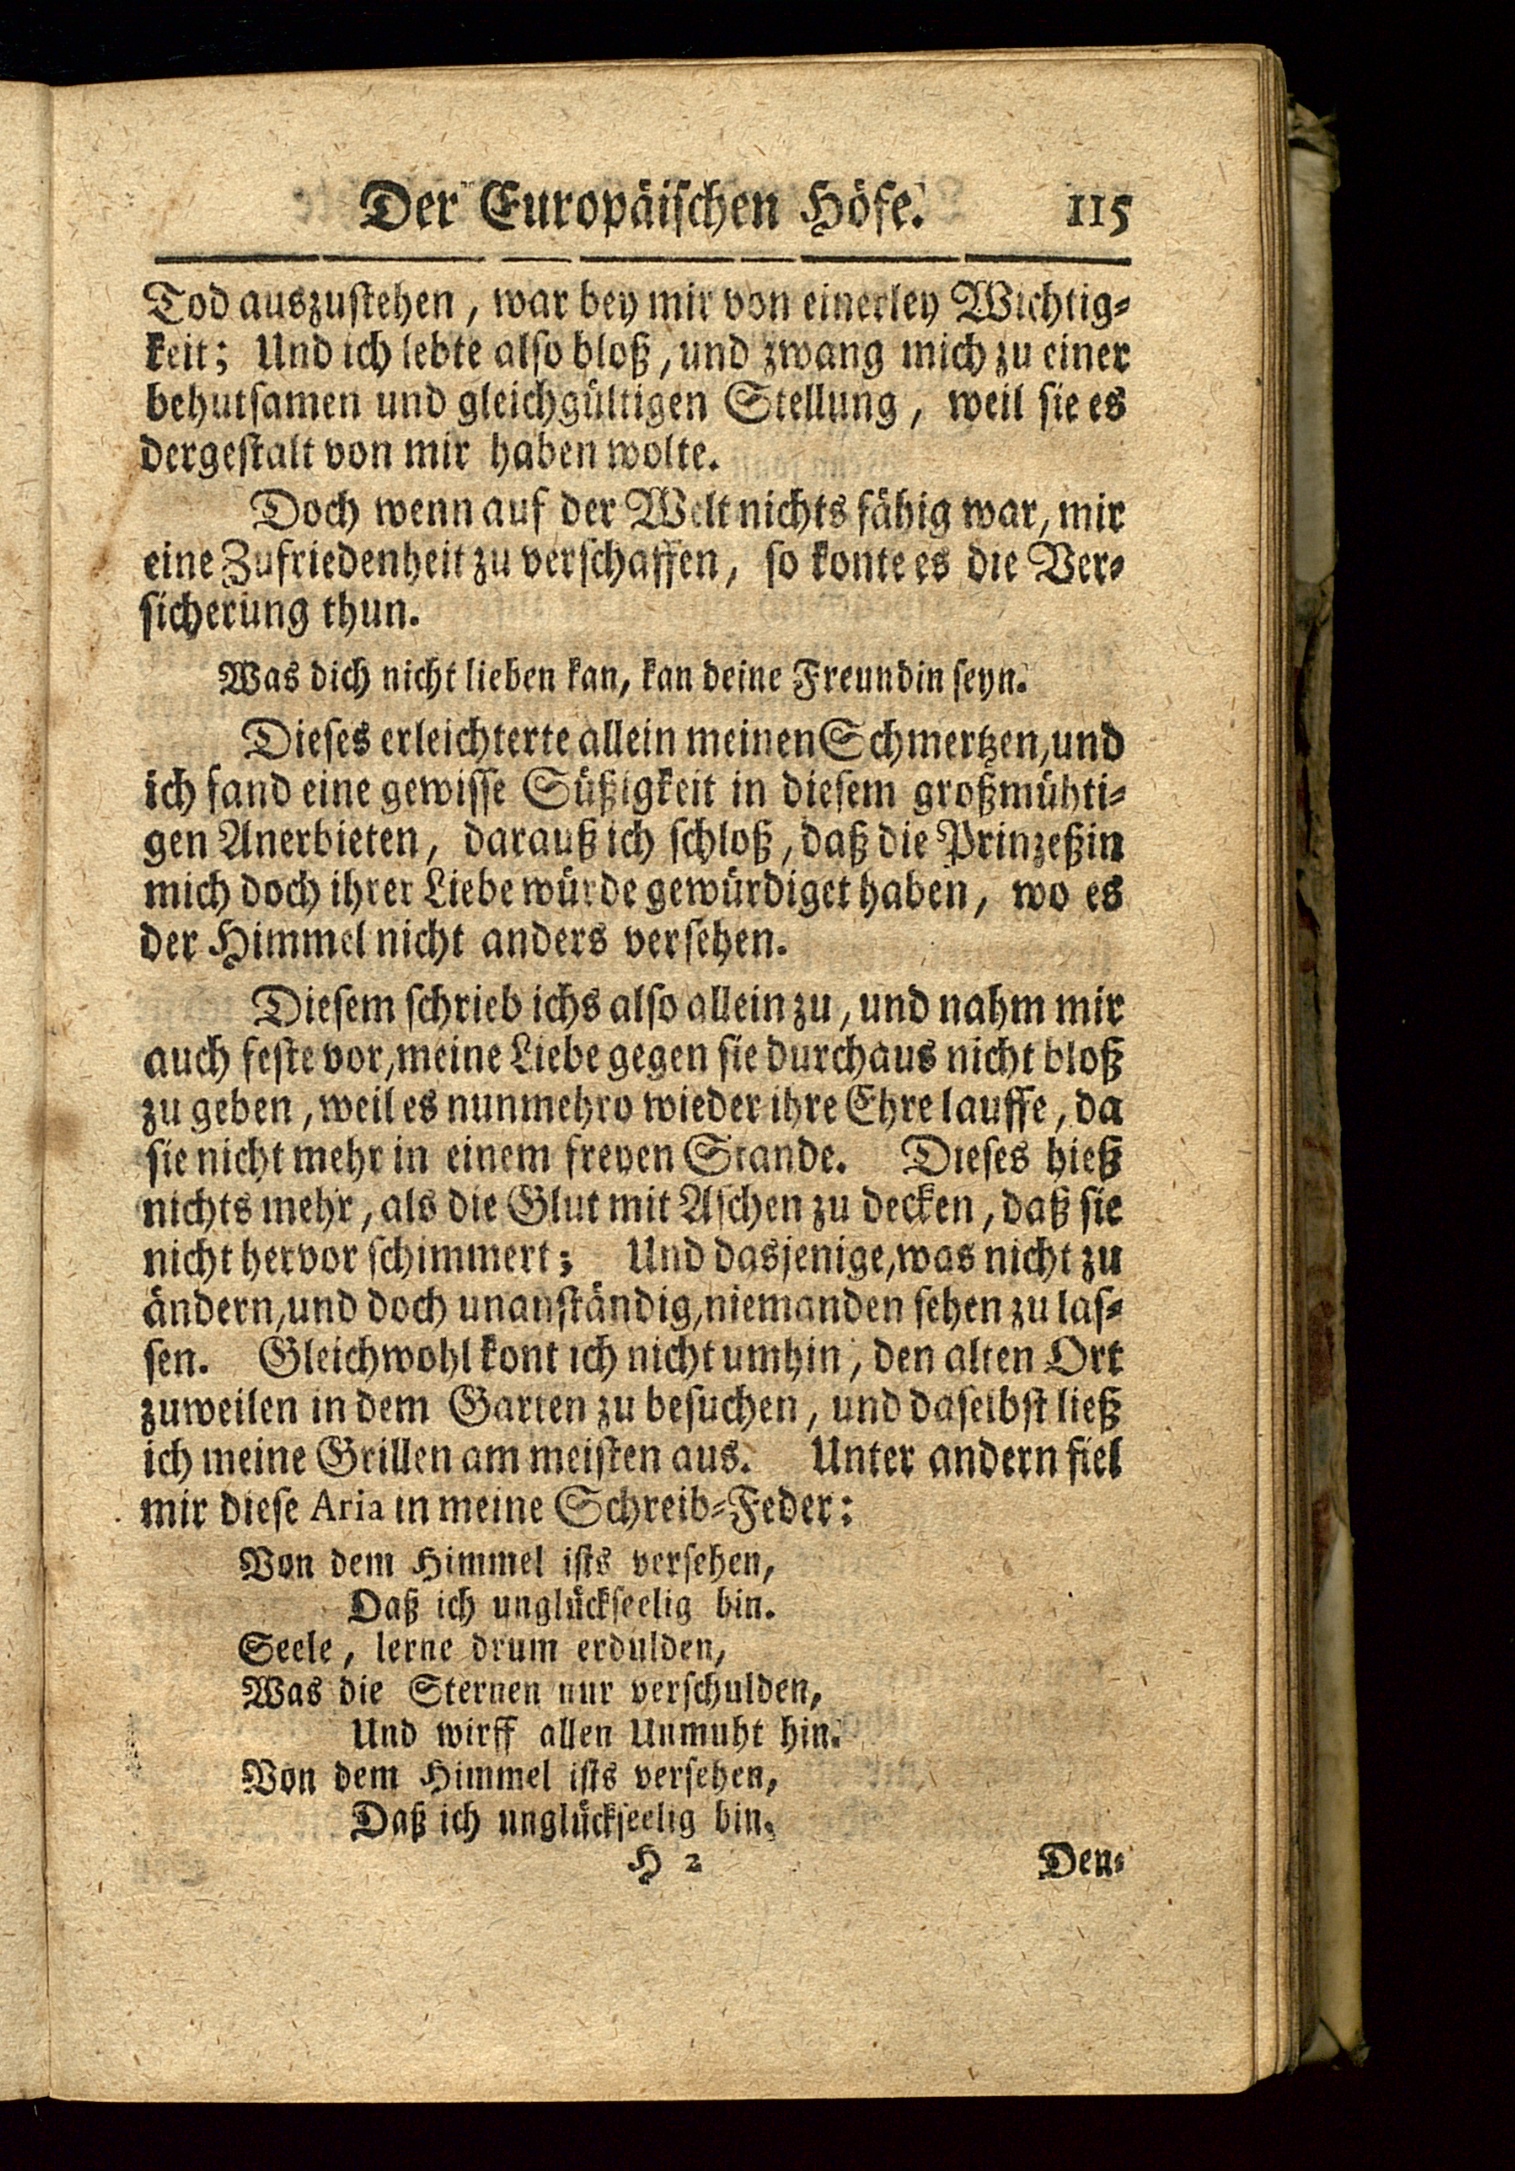 Der Europäischen Höfe. 115
Tod auszustehen, war bey mir von einerley Wichtig-
keit; Und ich lebte also bloß, und zwang mich zu einer
behutsamen und gleichgültigen Stellung, weil sie es
dergestalt von mir haben wolte.
Doch wenn auf der Welt nichts fähig war, mir
eine Zufriedenheit zu verschaffen, so konte es die Ver-
sicherung thun.
Was dich nicht lieben kan, kan deine Freundin seyn.
Dieses erleichterte allein meinen Schmertzen, und
ich fand eine gewisse Süßigkeit in diesem großmühti-
gen Anerbieten, darauß ich schloß, daß die Prinzeßin
mich doch ihrer Liebe würde gewürdiget haben, wo es
der Himmel nicht anders versehen.
Diesem schrieb ichs also allein zu, und nahm mir
auch feste vor, meine Liebe gegen sie durchaus nicht bloß
zu geben, weil es nunmehro wieder ihre Ehre lauffe, da
sie nicht mehr in einem freyen Stande. Dieses hieß
nichts mehr, als die Glut mit Aschen zu decken, daß sie
nicht hervor schimmert; Und dasjenige, was nicht zu
ändern, und doch unanständig, niemanden sehen zu las-
sen. Gleichwohl kont ich nicht umhin, den alten Ort
zuweilen in dem Garten zu besuchen, und daselbst ließ
ich meine Grillen am meisten aus. Unter andern fiel
mir diese Aria in meine Schreib-Feder:
Von dem Himmel ists versehen,
Daß ich unglückseelig bin.
Seele, lerne drum erdulden,
Was die Sternen nur verschulden,
Und wirff allen Unmuht hin.
Von dem Himmel ists versehen,
Daß ich unglückseelig bin.
H 2 Den-